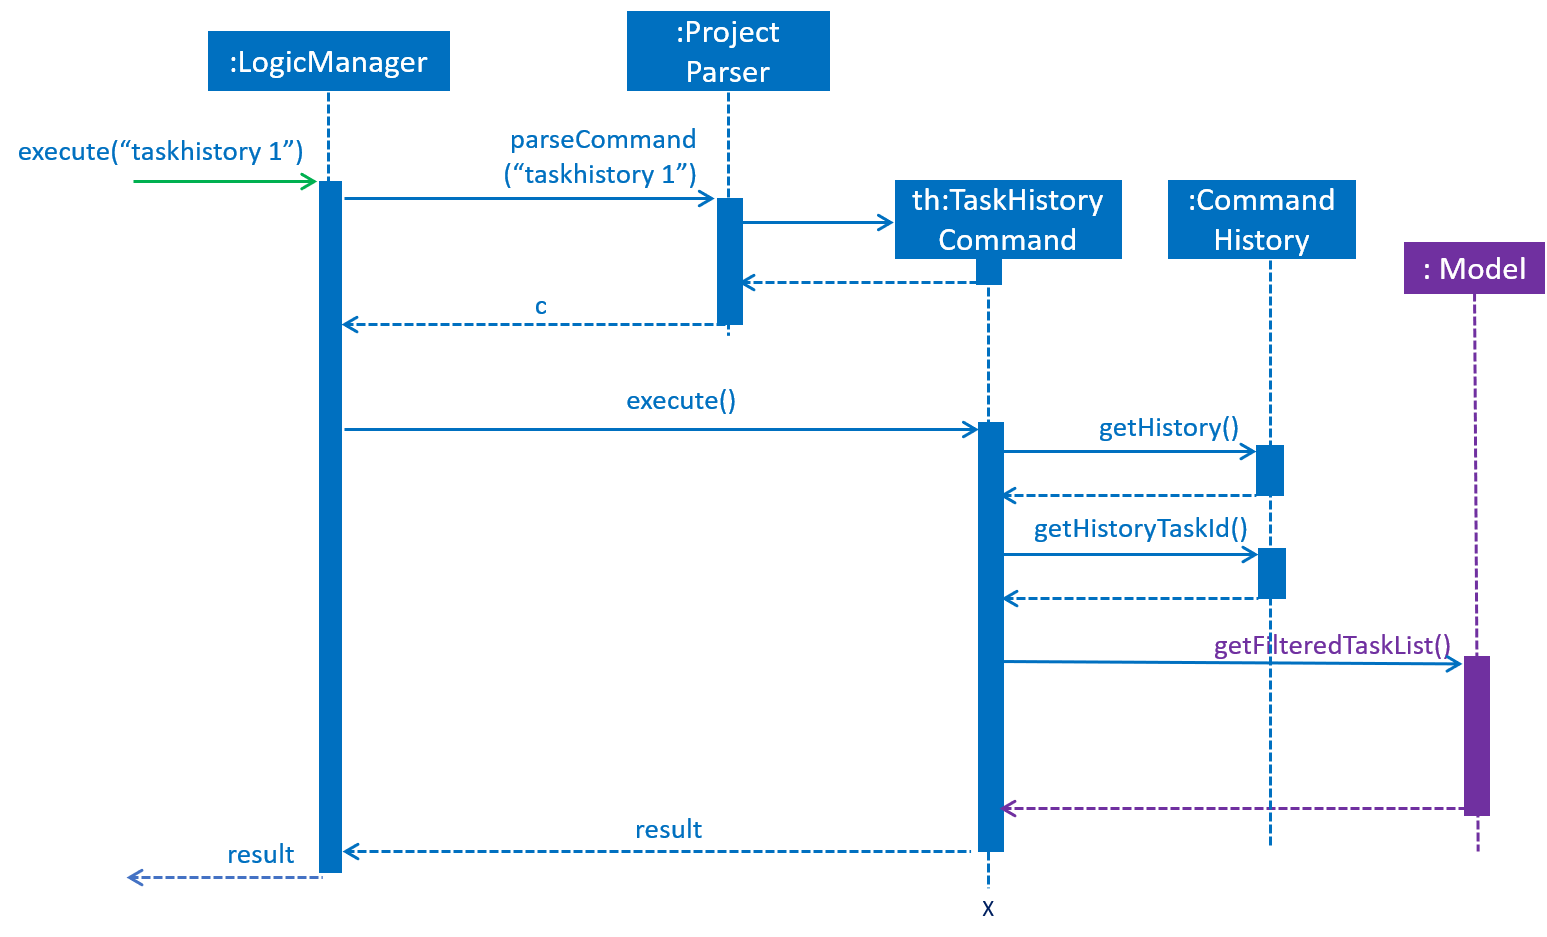 :Project
Parser
:LogicManager
parseCommand
(“taskhistory 1”)
execute(“taskhistory 1”)
th:TaskHistory
Command
:Command
History
: Model
c
execute()
getHistory()
getHistoryTaskId()
getFilteredTaskList()
result
result
X